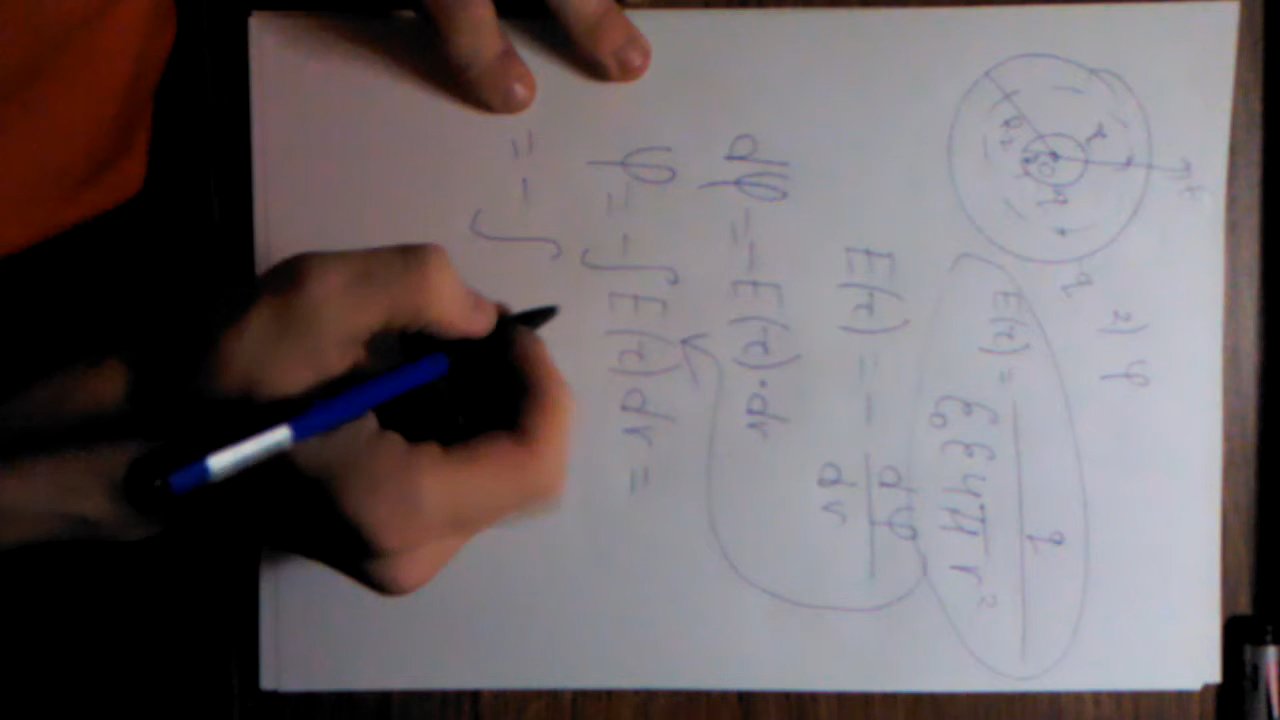 2) φ
E(r) = q / ε₀ε4πr²
E(r) = - dφ / dr
dφ = -E(r)·dr
φ = -∫E(r)dr =
= -∫